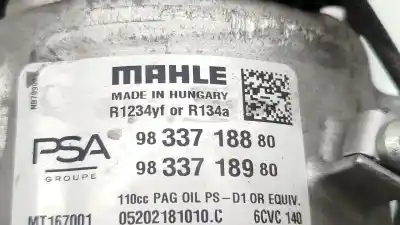 MAHLE
MADE IN HUNGARY
R1234yf or R134a
PSA
GROUPE
98 337 188 80
98 337 189 80
110cc PAG OIL PS-D1 OR EQUIV.
MT167001 05202181010.C 6CVC 140